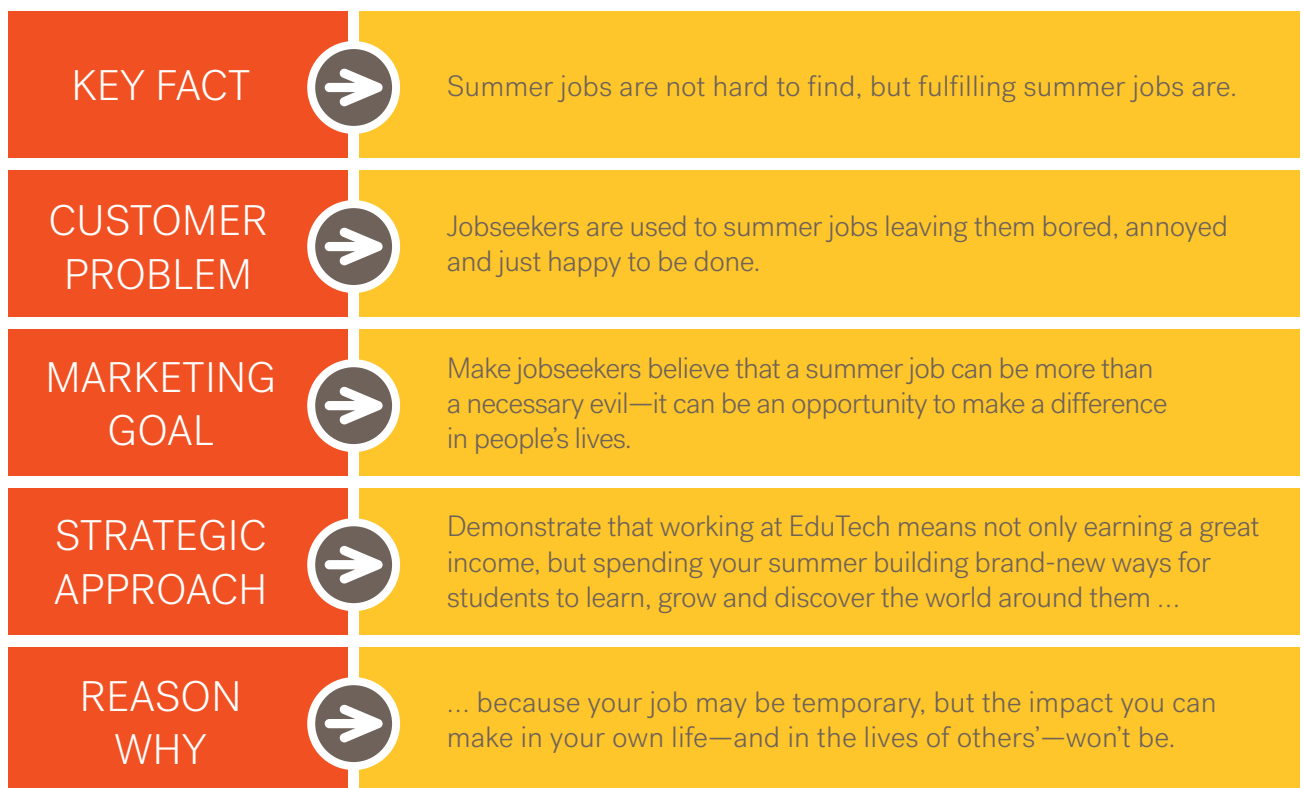 KEY FACT
Summer jobs are not hard to find, but fulfilling summer jobs are.
CUSTOMER
PROBLEM
Jobseekers are used to summer jobs leaving them bored, annoyed
and just happy to be done.
MARKETING
GOAL
Make jobseekers believe that a summer job can be more than
a necessary evil—it can be an opportunity to make a difference
in people’s lives.
STRATEGIC
APPROACH
Demonstrate that working at EduTech means not only earning a great
income, but spending your summer building brand-new ways for
students to learn, grow and discover the world around them ...
REASON
WHY
... because your job may be temporary, but the impact you can
make in your own life—and in the lives of others’—won’t be.